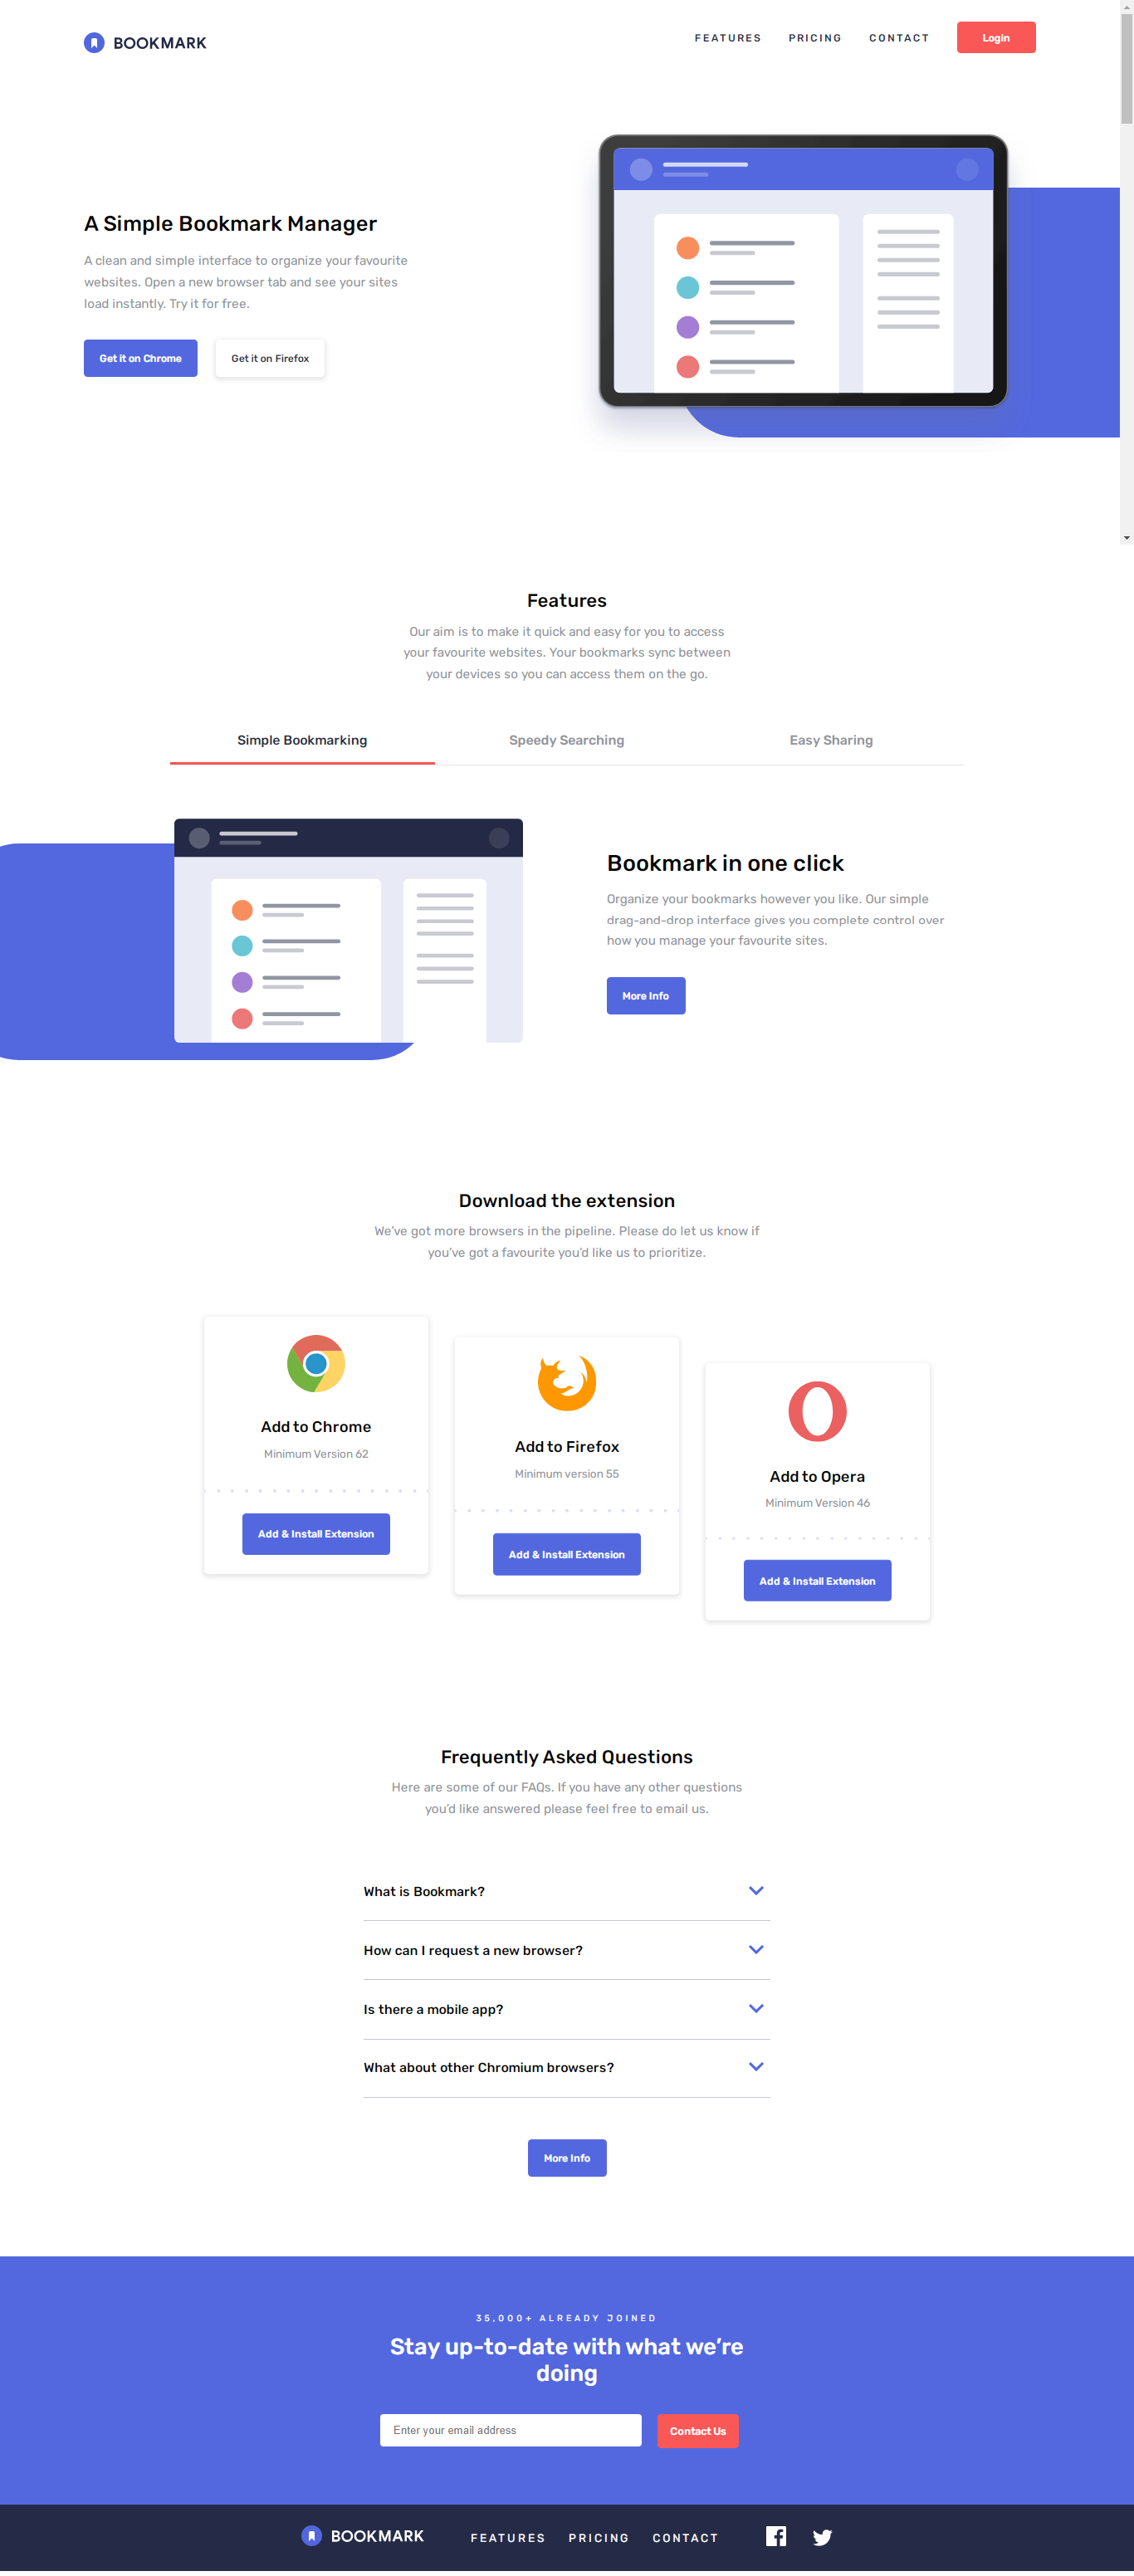 BOOKMARK
FEATURES PRICING CONTACT Login
A Simple Bookmark Manager
A clean and simple interface to organize your favourite
websites. Open a new browser tab and see your sites
load instantly. Try it for free.
Get it on Chrome Get it on Firefox
Features
Our aim is to make it quick and easy for you to access
your favourite websites. Your bookmarks sync between
your devices so you can access them on the go.
Simple Bookmarking Speedy Searching Easy Sharing
Bookmark in one click
Organize your bookmarks however you like. Our simple
drag-and-drop interface gives you complete control over
how you manage your favourite sites.
More Info
Download the extension
We’ve got more browsers in the pipeline. Please do let us know if
you’ve got a favourite you’d like us to prioritize.
Add to Chrome
Minimum Version 62
Add & Install Extension
Add to Firefox
Minimum version 55
Add & Install Extension
Add to Opera
Minimum Version 46
Add & Install Extension
Frequently Asked Questions
Here are some of our FAQs. If you have any other questions
you’d like answered please feel free to email us.
What is Bookmark?
How can I request a new browser?
Is there a mobile app?
What about other Chromium browsers?
More Info
35,000+ ALREADY JOINED
Stay up-to-date with what we’re
doing
Enter your email address Contact Us
BOOKMARK FEATURES PRICING CONTACT